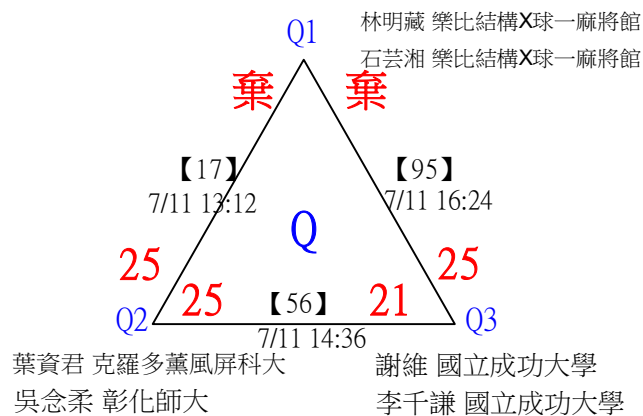 林明藏 樂比結構X球一麻將館
Q1
石芸湘 樂比結構X球一麻將館
棄 棄
【17】 【95】
7/11 13:12 7/11 16:24
Q
25 25
25 【56】 21
Q2 Q3
7/11 14:36
葉資君 克羅多薰風屏科大 謝維 國立成功大學
吳念柔 彰化師大 李千謙 國立成功大學